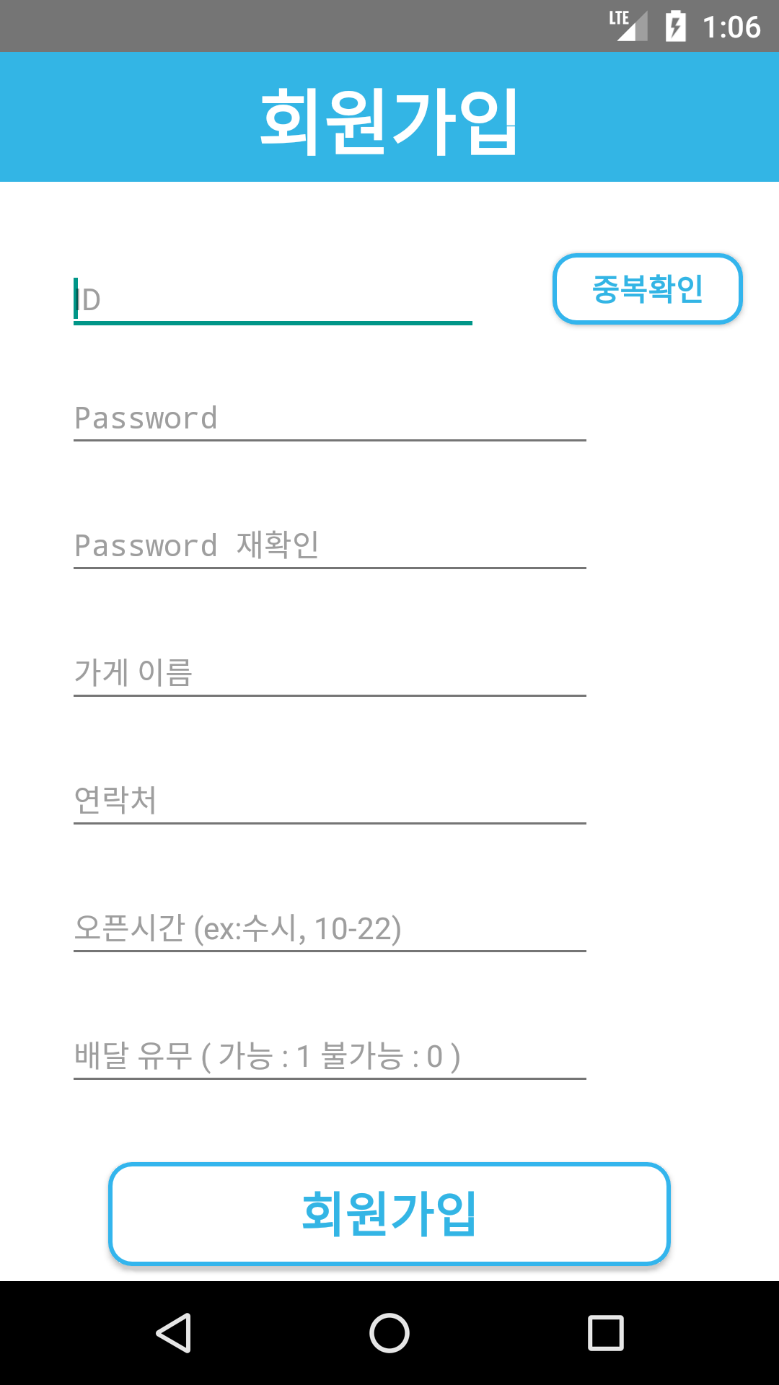 LTE 1:06
회원가입
ID 중복확인
Password
Password 재확인
가게 이름
연락처
오픈시간 (ex:수시, 10-22)
배달 유무 ( 가능 : 1 불가능 : 0 )
회원가입